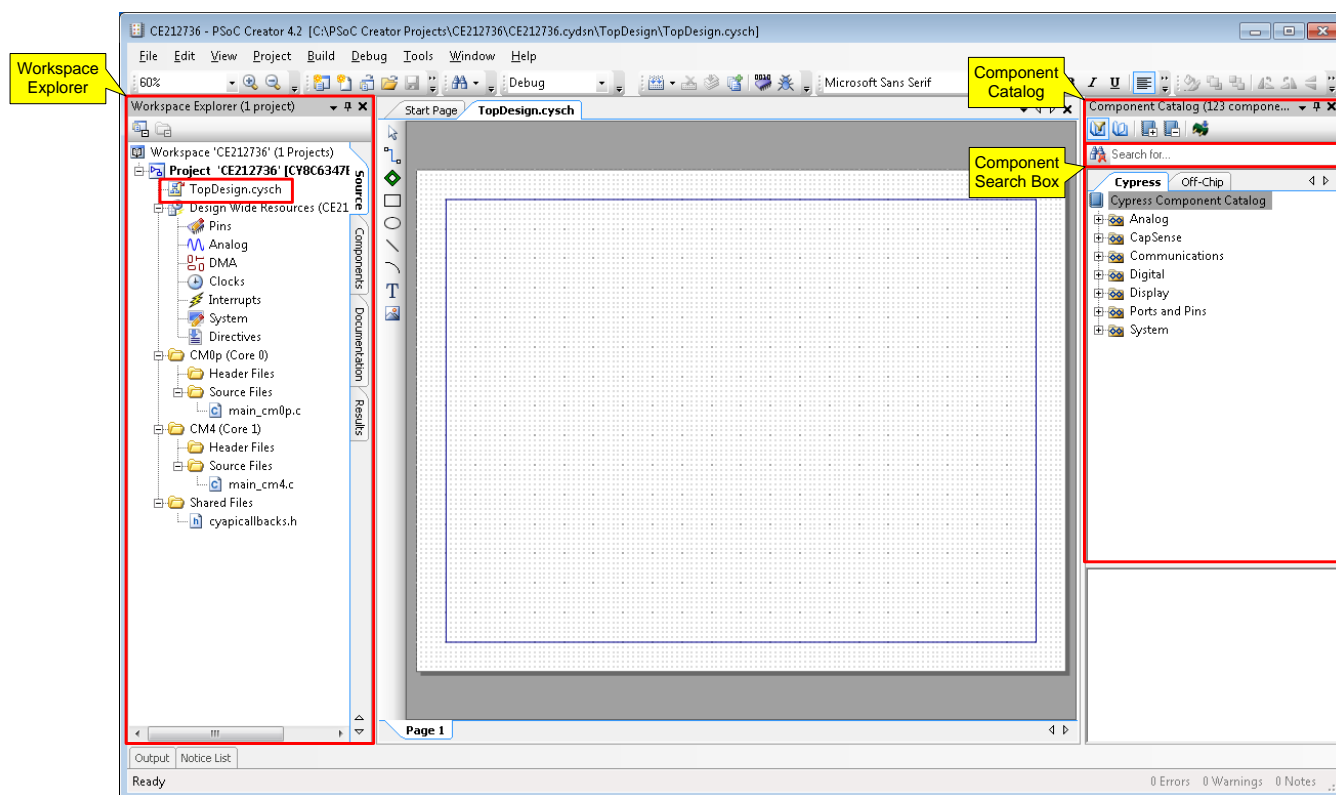 CE212736 - PSoC Creator 4.2 [C:\PSoC Creator Projects\CE212736\CE212736.cydsn\TopDesign\TopDesign.cysch]
File Edit View Project Build Debug Tools Window Help
60% Debug Microsoft Sans Serif I U
Workspace
Explorer
Component
Catalog
Workspace Explorer (1 project)
Start Page TopDesign.cysch
Component Catalog (123 compone...
Search for...
Component
Search Box
Cypress Off-Chip
Cypress Component Catalog
Analog
CapSense
Communications
Digital
Display
Ports and Pins
System
Workspace 'CE212736' (1 Projects)
Project 'CE212736' [CY8C6347B
TopDesign.cysch
Design Wide Resources (CE21
Pins
Analog
DMA
Clocks
Interrupts
System
Directives
CM0p (Core 0)
Header Files
Source Files
main_cm0p.c
CM4 (Core 1)
Header Files
Source Files
main_cm4.c
Shared Files
cyapicallbacks.h
Source
Components
Documentation
Results
T
Page 1
Output Notice List
Ready 0 Errors 0 Warnings 0 Notes